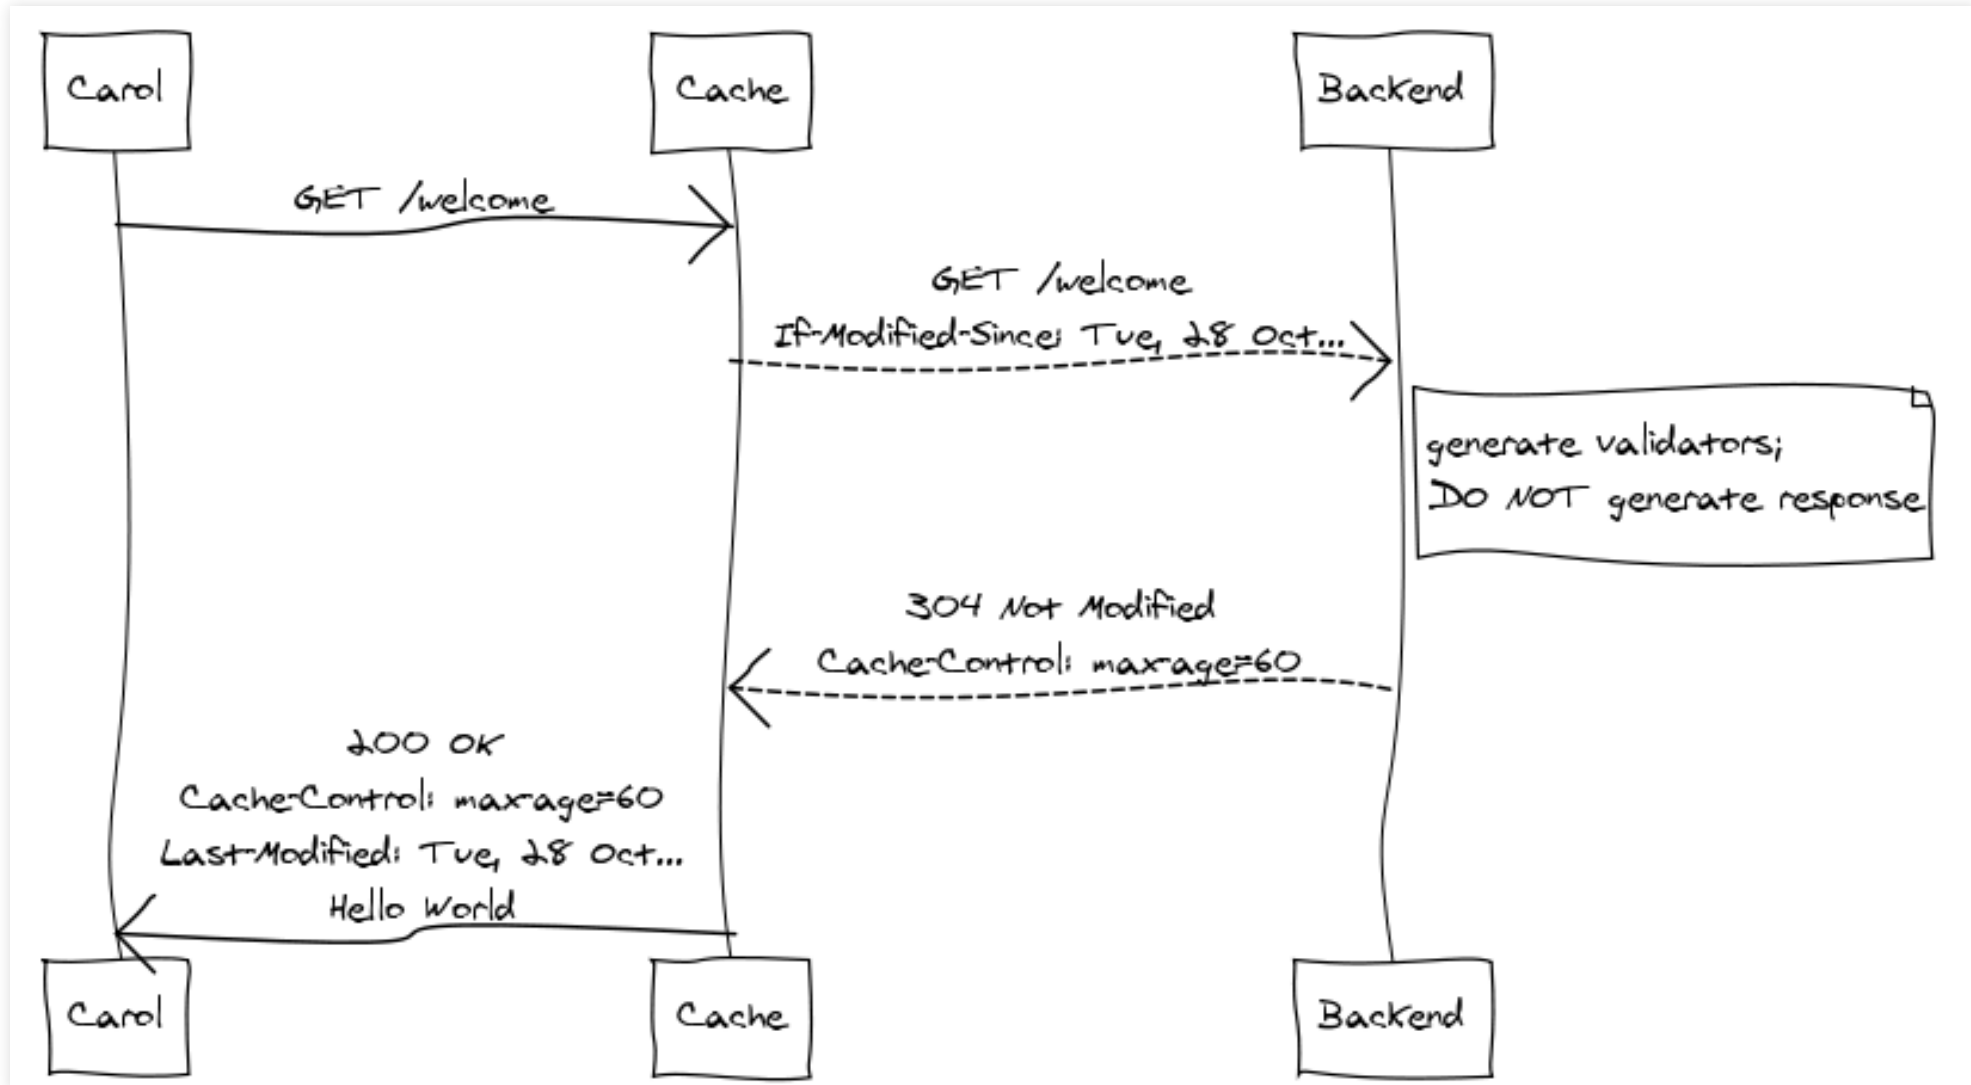 Carol
Cache
Backend
GET /welcome
GET /welcome
If-Modified-Since: Tue, 28 Oct...
generate validators;
DO NOT generate response
304 Not Modified
Cache-Control: max-age=60
200 OK
Cache-Control: max-age=60
Last-Modified: Tue, 28 Oct...
Hello World
Carol
Cache
Backend